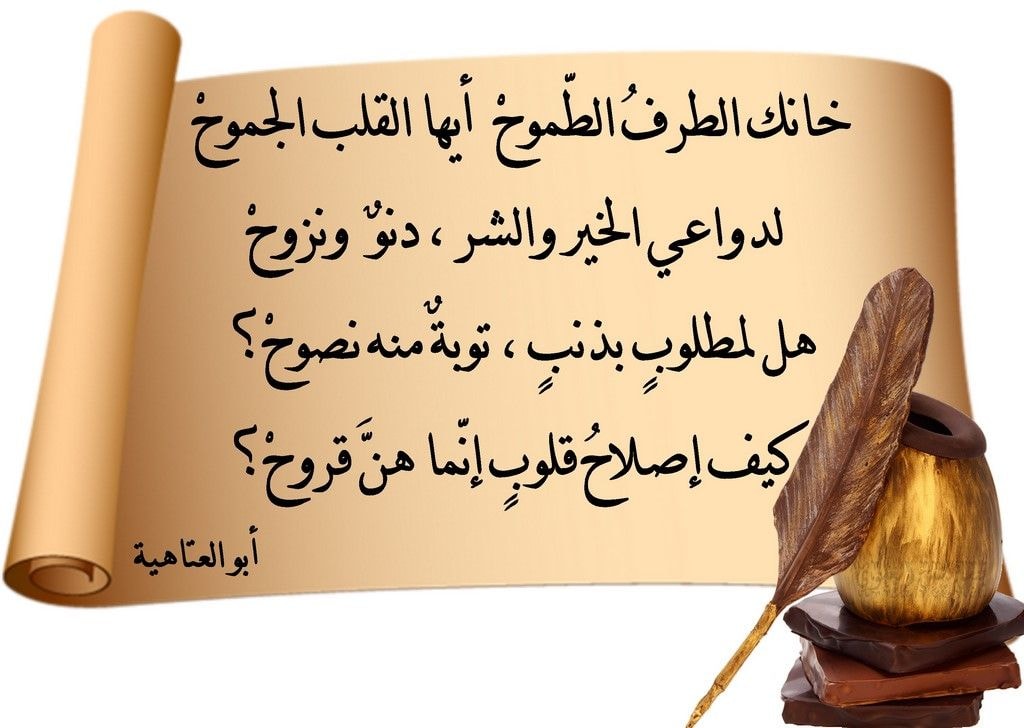 خانك الطرفُ الطّموحْ أيها القلب الجموحْ
لدواعي الخير والشر ، دنوٌ ونزوحْ
هل لمطلوبٍ بذنبٍ ، توبةٌ منه نصوحْ؟
كيف إصلاحُ قلوبٍ إنّما هنَّ قروحْ؟
أبو العتاهية